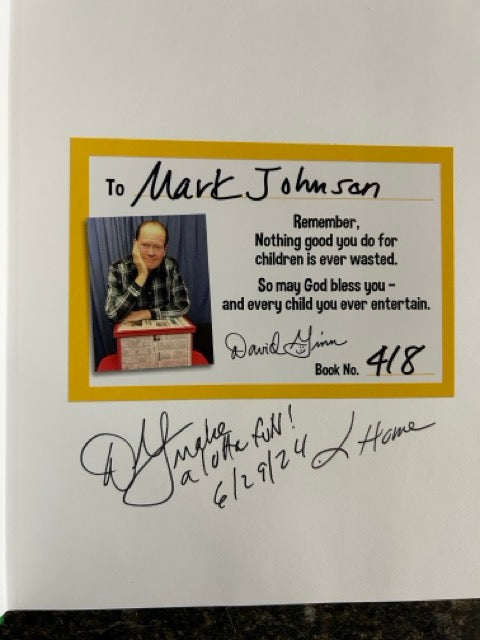 To Mark Johnson
Remember,
Nothing good you do for
children is ever wasted.
So may God bless you –
and every child you ever entertain.
David Ginn
Book No. 418
a lotta FUN!
6/29/24
Home